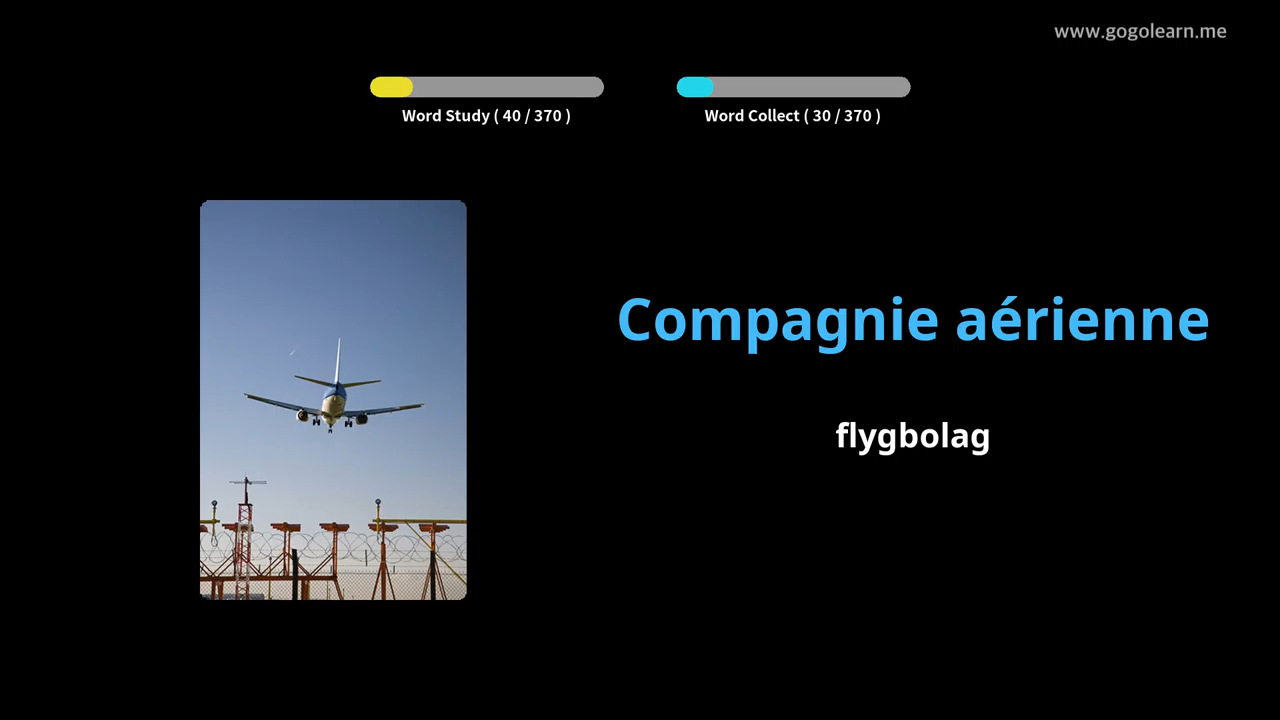 www.gogolearn.me
Word Study ( 40 / 370 )
Word Collect ( 30 / 370 )
Compagnie aérienne
flygbolag